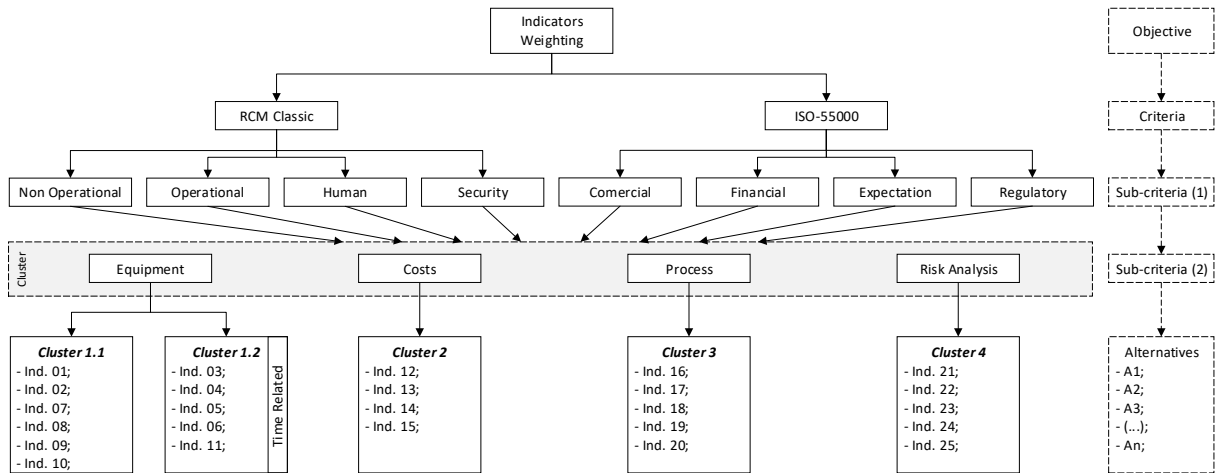 Indicators
Weighting
Objective
RCM Classic
ISO-55000
Criteria
Non Operational
Operational
Human
Security
Comercial
Financial
Expectation
Regulatory
Sub-criteria (1)
Cluster
Equipment
Costs
Process
Risk Analysis
Sub-criteria (2)
Cluster 1.1
- Ind. 01;
- Ind. 02;
- Ind. 07;
- Ind. 08;
- Ind. 09;
- Ind. 10;
Cluster 1.2
- Ind. 03;
- Ind. 04;
- Ind. 05;
- Ind. 06;
- Ind. 11;
Time Related
Cluster 2
- Ind. 12;
- Ind. 13;
- Ind. 14;
- Ind. 15;
Cluster 3
- Ind. 16;
- Ind. 17;
- Ind. 18;
- Ind. 19;
- Ind. 20;
Cluster 4
- Ind. 21;
- Ind. 22;
- Ind. 23;
- Ind. 24;
- Ind. 25;
Alternatives
- A1;
- A2;
- A3;
- (...);
- An;